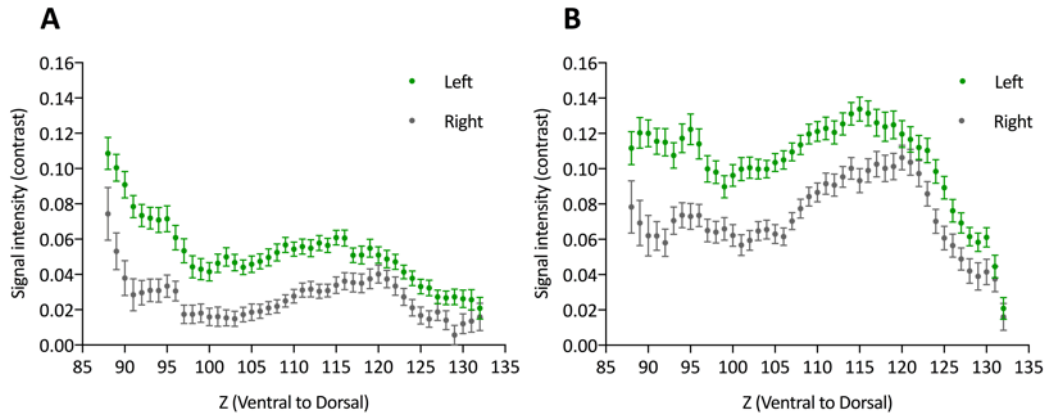 A
B
0.16
0.14
0.12
0.10
0.08
0.06
0.04
0.02
0.00
85 90 95 100 105 110 115 120 125 130 135
Z (Ventral to Dorsal)
Signal intensity (contrast)
Left
Right
0.16
0.14
0.12
0.10
0.08
0.06
0.04
0.02
0.00
85 90 95 100 105 110 115 120 125 130 135
Z (Ventral to Dorsal)
Signal intensity (contrast)
Left
Right